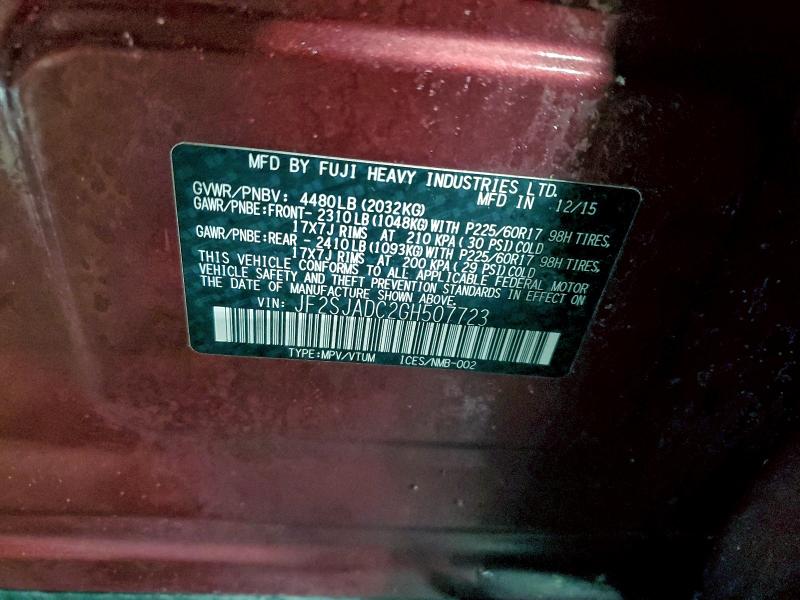 MFD BY FUJI HEAVY INDUSTRIES LTD.
GVWR/PNBV: 4480LB(2032KG) MFD IN 12/15
GAWR/PNBE:FRONT- 2310LB(1048KG)WITH P225/60R17 98H TIRES,
17X7J RIMS AT 210 KPA(30 PSI)COLD
GAWR/PNBE:REAR - 2410LB(1093KG)WITH P225/60R17 98H TIRES,
17X7J RIMS AT 200 KPA(29 PSI)COLD
THIS VEHICLE CONFORMS TO ALL APPLICABLE FEDERAL MOTOR
VEHICLE SAFETY AND THEFT PREVENTION STANDARDS IN EFFECT ON
THE DATE OF MANUFACTURE SHOWN ABOVE.
VIN: JF2SJADC2GH507723
TYPE:MPV/VTUM ICES/NMB-002